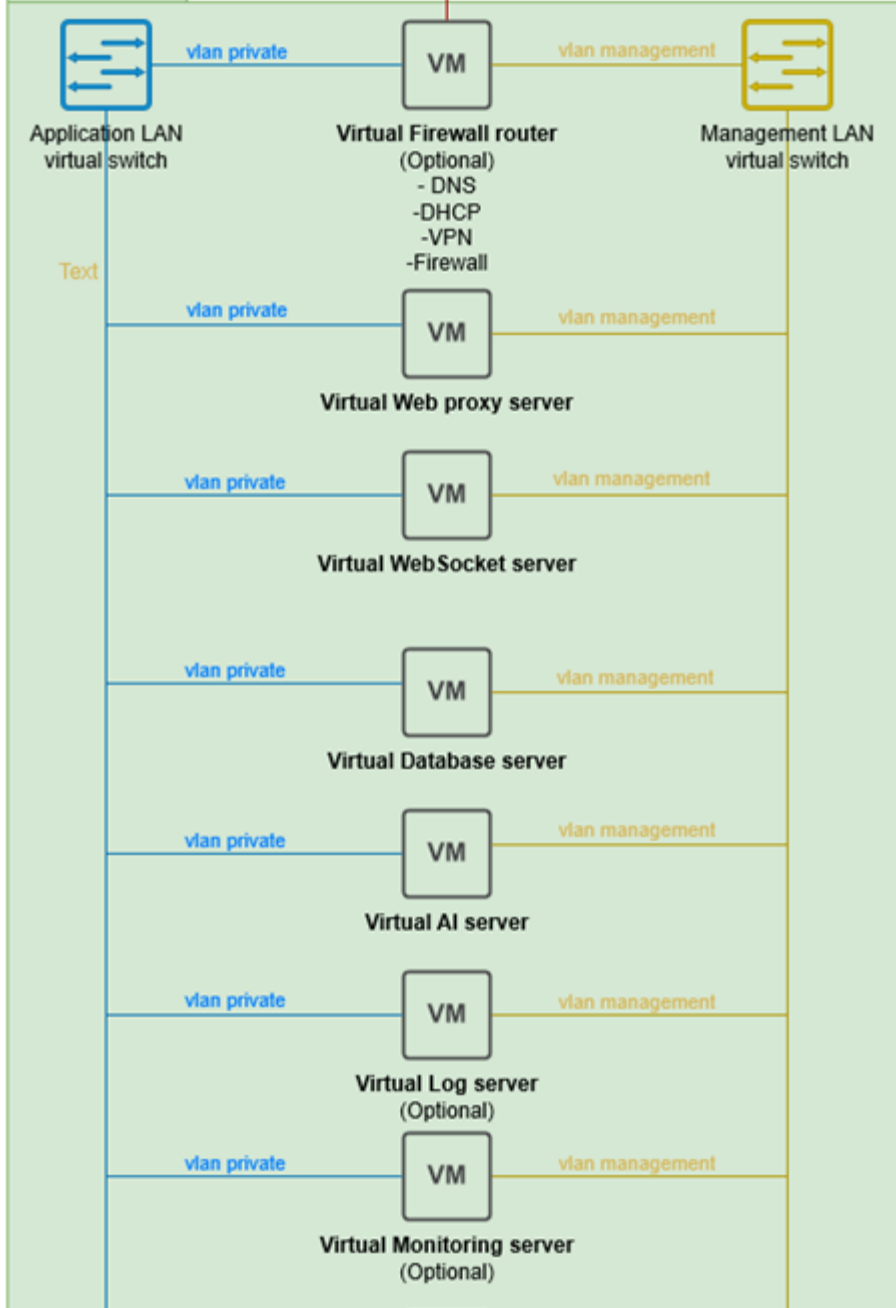 vlan private
VM
vlan management
Application LAN
virtual switch
Virtual Firewall router
(Optional)
- DNS
-DHCP
-VPN
-Firewall
Management LAN
virtual switch
Text
vlan private
VM
vlan management
Virtual Web proxy server
vlan private
VM
vlan management
Virtual WebSocket server
vlan private
VM
vlan management
Virtual Database server
vlan private
VM
vlan management
Virtual AI server
vlan private
VM
vlan management
Virtual Log server
(Optional)
vlan private
VM
vlan management
Virtual Monitoring server
(Optional)